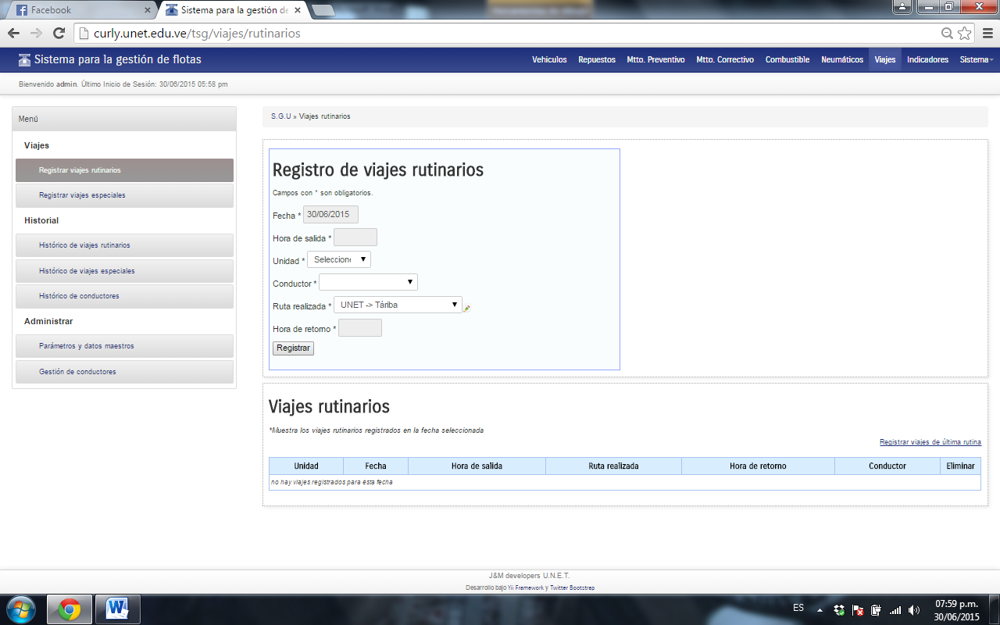 Facebook
Sistema para la gestión de
curly.unet.edu.ve/tsg/viajes/rutinarios
Sistema para la gestión de flotas
Vehiculos Repuestos Mtto. Preventivo Mtto. Correctivo Combustible Neumáticos Viajes Indicadores Sistema
Bienvenido admin. Último Inicio de Sesión: 30/06/2015 05:58 pm
Menú
Viajes
Registrar viajes rutinarios
Registrar viajes especiales
Historial
Histórico de viajes rutinarios
Histórico de viajes especiales
Histórico de conductores
Administrar
Parámetros y datos maestros
Gestión de conductores
S.G.U » Viajes rutinarios
Registro de viajes rutinarios
Campos con * son obligatorios.
Fecha * 30/06/2015
Hora de salida *
Unidad * Seleccione
Conductor *
Ruta realizada * UNET -> Táriba
Hora de retorno *
Registrar
Viajes rutinarios
*Muestra los viajes rutinarios registrados en la fecha seleccionada
Registrar viajes de última rutina
Unidad Fecha Hora de salida Ruta realizada Hora de retorno Conductor Eliminar
no hay viajes registrados para ésta fecha
J&M developers U.N.E.T.
Desarrollo bajo Yii Framework y Twitter Bootstrap
ES
07:59 p.m.
30/06/2015